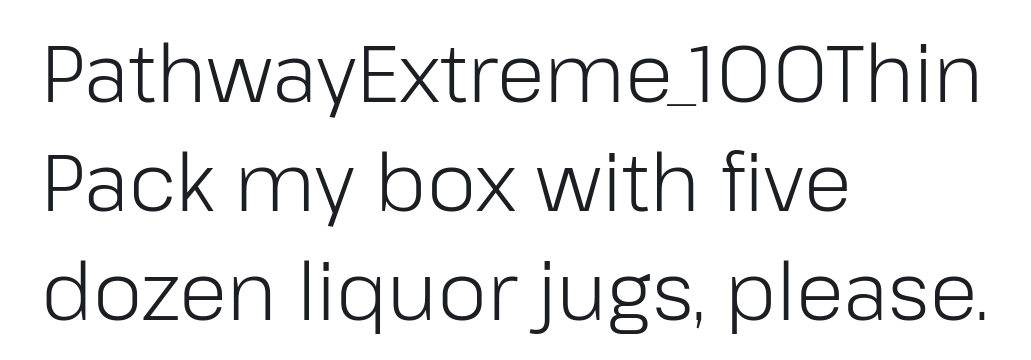 PathwayExtreme_100Thin
Pack my box with five
dozen liquor jugs, please.